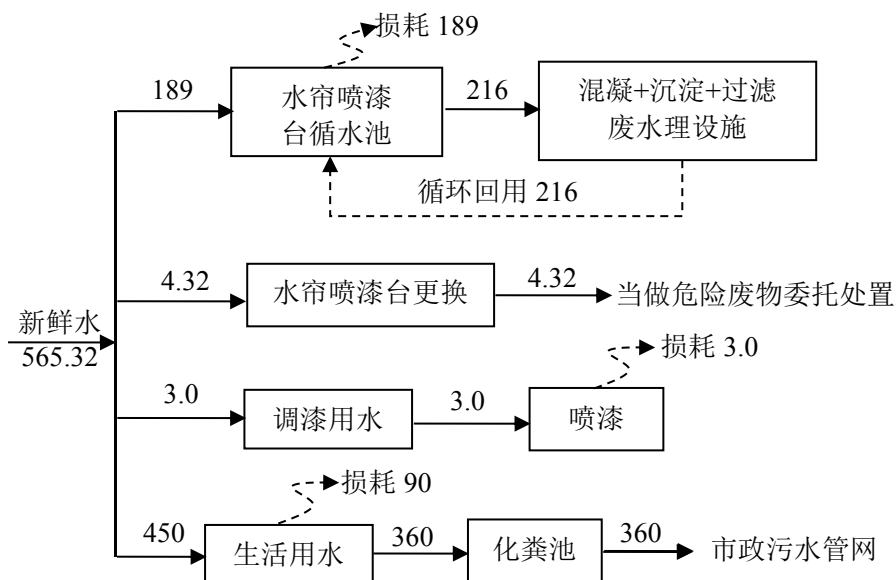 损耗 189
189
水帘喷漆
台循水池
216
混凝+沉淀+过滤
废水理设施
循环回用 216
4.32
水帘喷漆台更换
4.32
当做危险废物委托处置
新鲜水
565.32
损耗 3.0
3.0
调漆用水
3.0
喷漆
损耗 90
450
生活用水
360
化粪池
360
市政污水管网